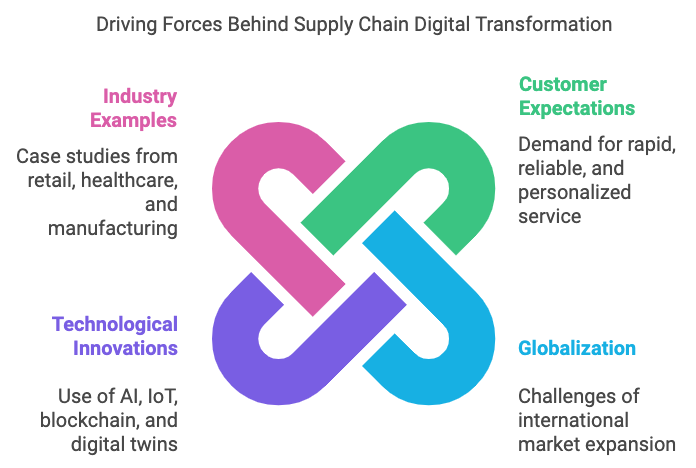 Driving Forces Behind Supply Chain Digital Transformation
Industry
Examples
Case studies from
retail, healthcare,
and
manufacturing
Customer
Expectations
Demand for rapid,
reliable, and
personalized
service
Technological
Innovations
Use of AI, IoT,
blockchain, and
digital twins
Globalization
Challenges of
international
market expansion